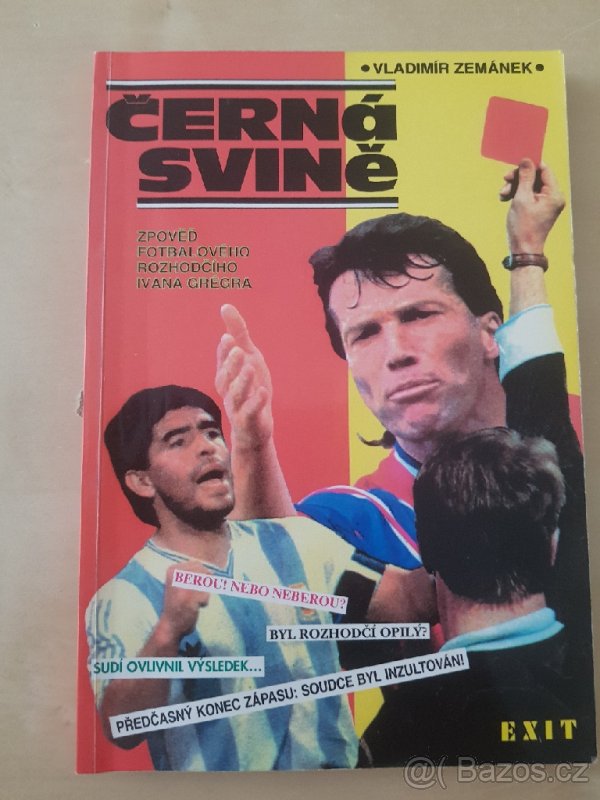 • VLADIMÍR ZEMÁNEK •
ČERNÁ
SVINĚ
ZPOVĚĎ
FOTBALOVÉHO
ROZHODČÍHO
IVANA GRÉGRA
BEROU! NEBO NEBEROU?
BYL ROZHODČÍ OPILÝ?
SUDÍ OVLIVNIL VÝSLEDEK...
PŘEDČASNÝ KONEC ZÁPASU: SOUDCE BYL INZULTOVÁN!
EXIT
Bazos.cz